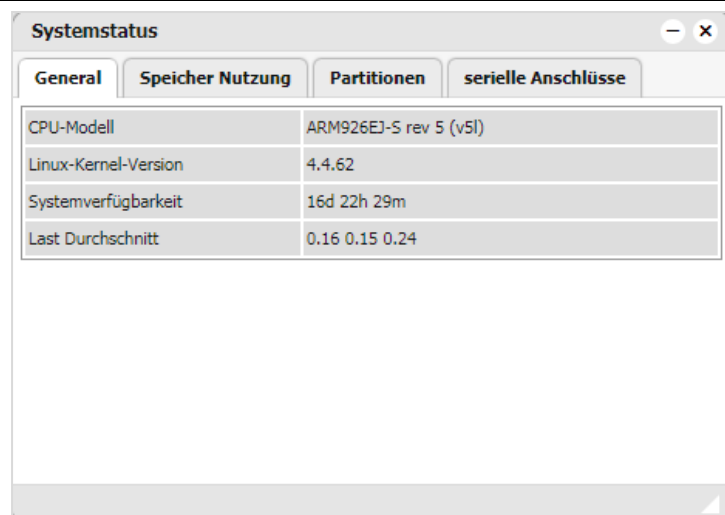 Systemstatus
General Speicher Nutzung Partitionen serielle Anschlüsse
CPU-Modell ARM926EJ-S rev 5 (v5l)
Linux-Kernel-Version 4.4.62
Systemverfügbarkeit 16d 22h 29m
Last Durchschnitt 0.16 0.15 0.24